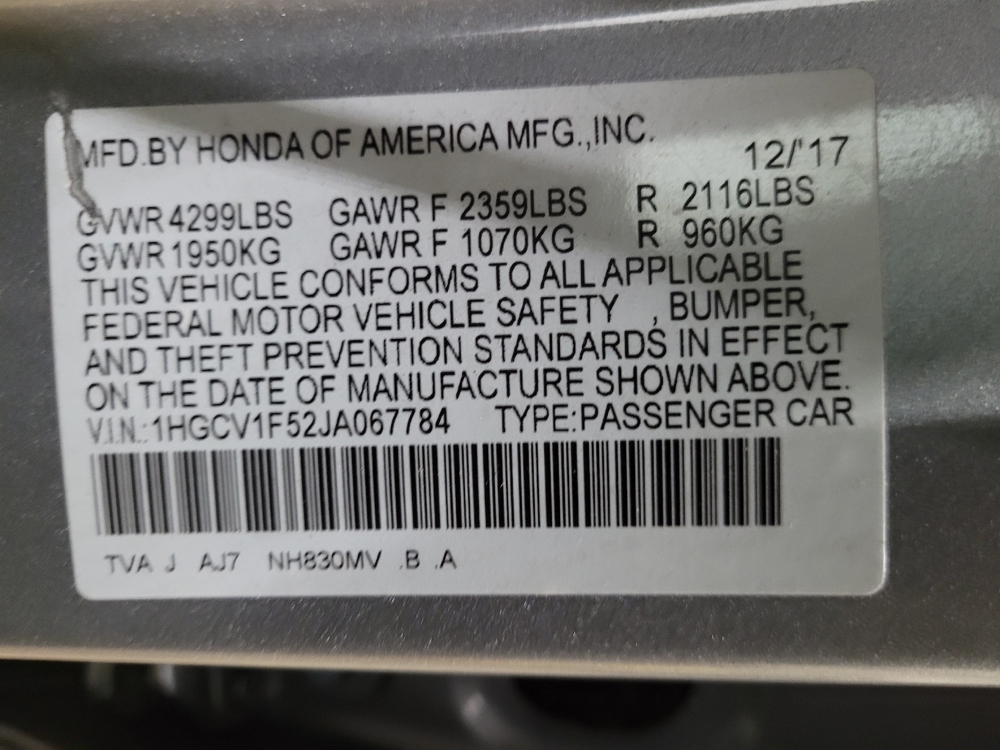 MFD.BY HONDA OF AMERICA MFG.,INC. 12/'17
GVWR 4299LBS GAWR F 2359LBS R 2116LBS
GVWR 1950KG GAWR F 1070KG R 960KG
THIS VEHICLE CONFORMS TO ALL APPLICABLE
FEDERAL MOTOR VEHICLE SAFETY , BUMPER,
AND THEFT PREVENTION STANDARDS IN EFFECT
ON THE DATE OF MANUFACTURE SHOWN ABOVE.
V.I.N.:1HGCV1F52JA067784 TYPE:PASSENGER CAR
TVA J AJ7 NH830MV .B .A